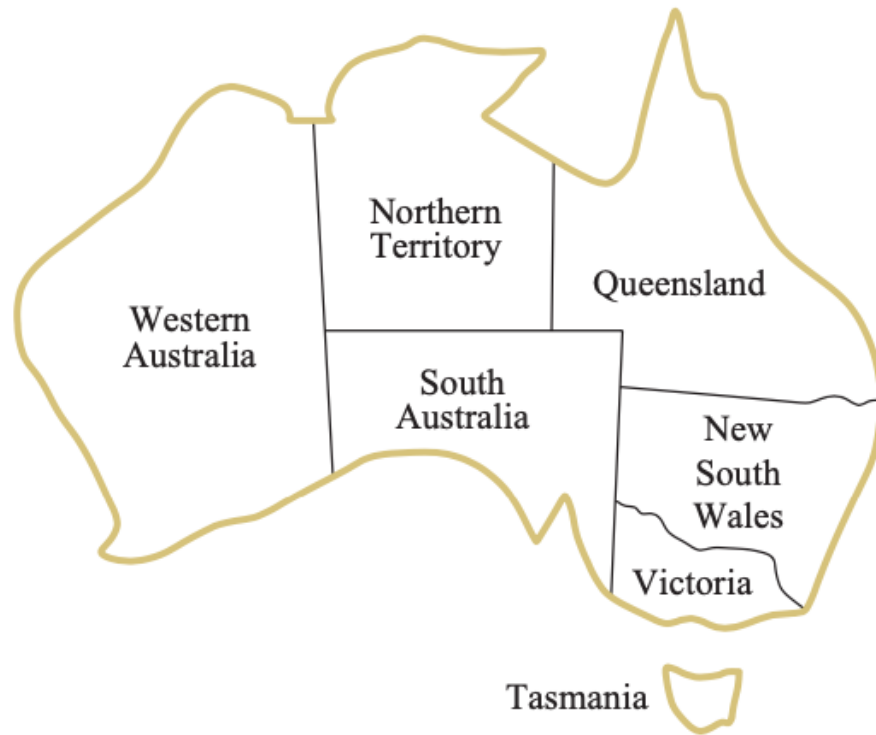 Northern
Territory
Queensland
Western
Australia
South
Australia
New
South
Wales
Victoria
Tasmania